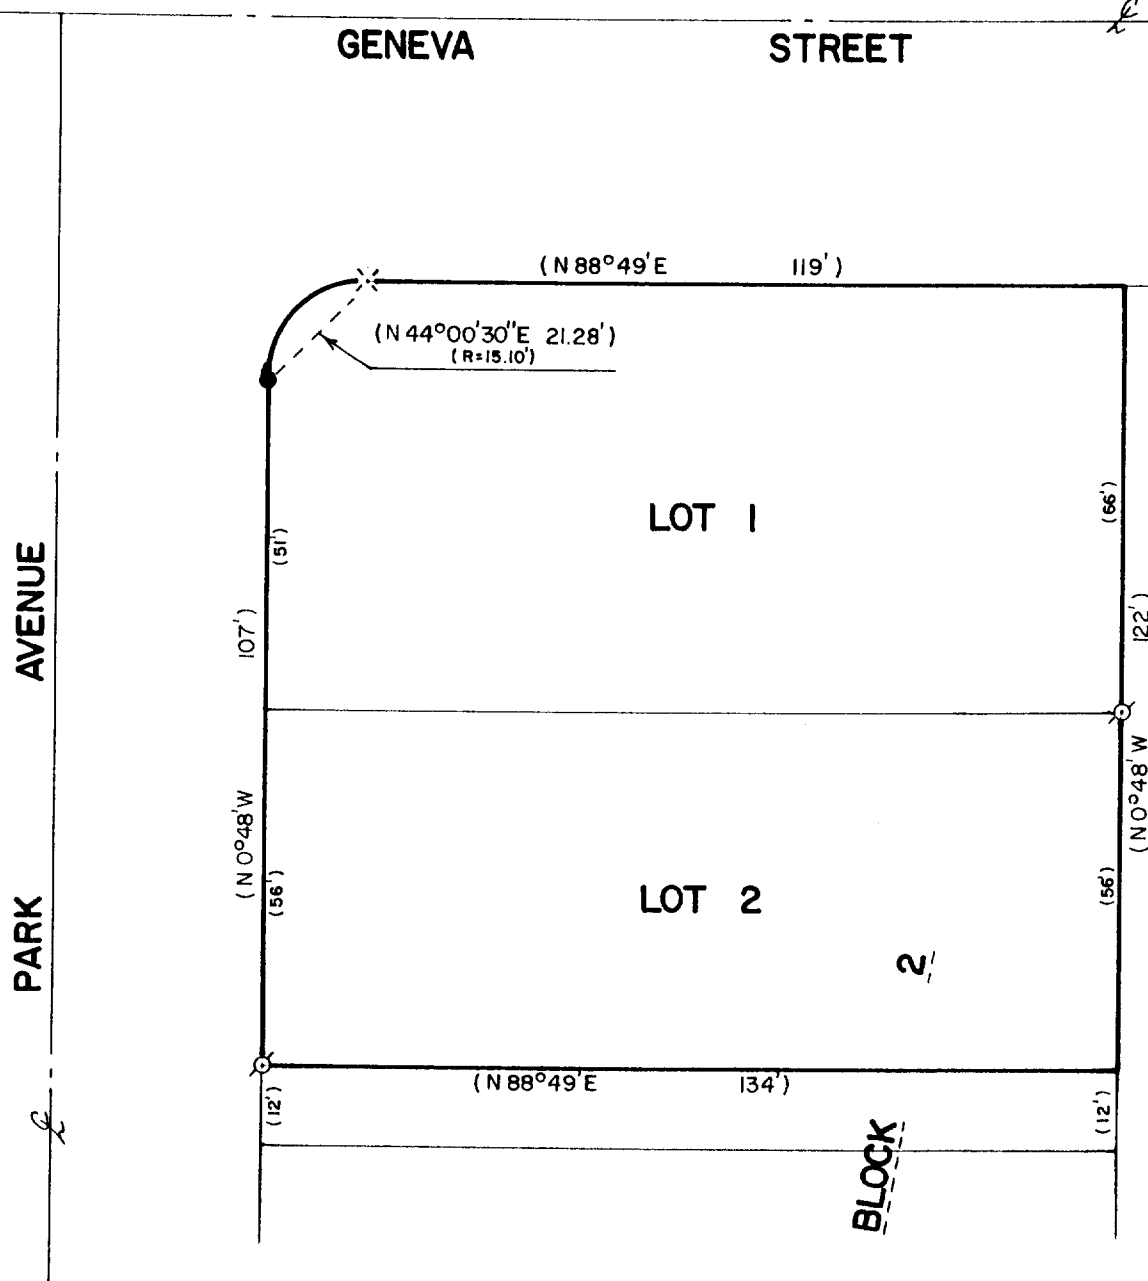 GENEVA STREET
(N 88°49'E 119')
(N 44°00'30"E 21.28')
(R=15.10')
LOT 1
(51')
(66')
PARK AVENUE
(N 0°48'W 107')
(N 0°48'W 122')
LOT 2
(56')
(56')
BLOCK 2
(N 88°49'E 134')
(12')
(12')